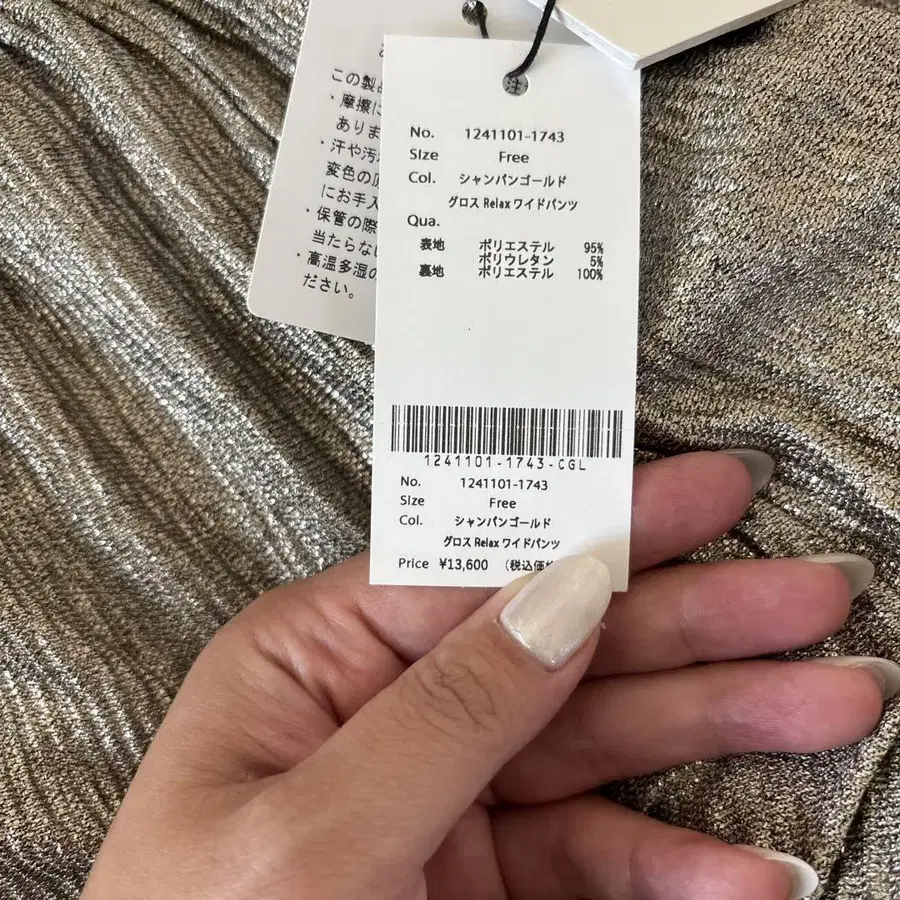 この製品
・摩擦に
ありま
・汗や汚
変色の
にお手入
・保管の際
当たらない
・高温多湿の
ださい。
注
No. 1241101-1743
Size Free
Col. シャンパンゴールド
グロス Relax ワイドパンツ
Qua.
表地 ポリエステル 95%
ポリウレタン 5%
裏地 ポリエステル 100%
1241101-1743-CGL
No. 1241101-1743
Size Free
Col. シャンパンゴールド
グロス Relax ワイドパンツ
Price ¥13,600 (税込価格